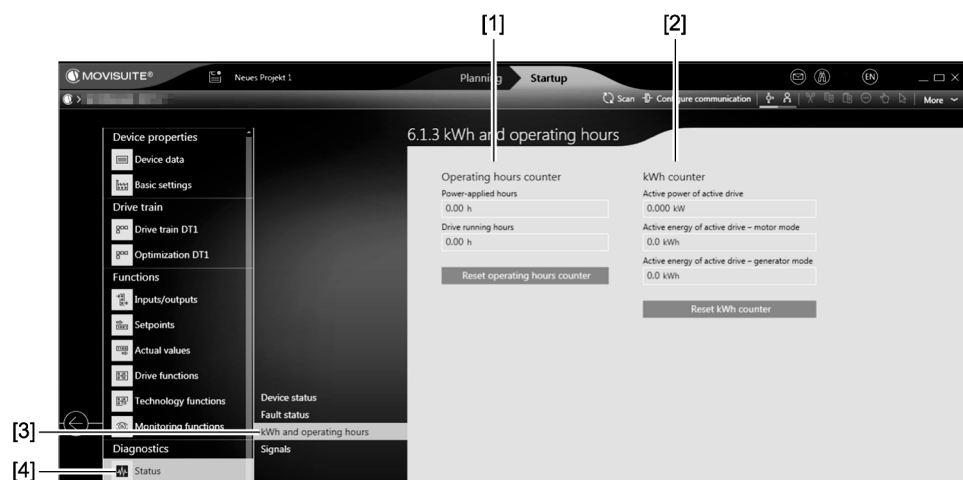 [1]
[2]
MOVISUITE®
Neues Projekt 1
Planning
Startup
EN
Scan
Configure communication
More
6.1.3 kWh and operating hours
Device properties
Device data
Basic settings
Drive train
Drive train DT1
Optimization DT1
Functions
Inputs/outputs
Setpoints
Actual values
Drive functions
Technology functions
Monitoring functions
Diagnostics
Status
Device status
Fault status
kWh and operating hours
Signals
[3]
[4]
Operating hours counter
Power-applied hours
0.00 h
Drive running hours
0.00 h
Reset operating hours counter
kWh counter
Active power of active drive
0.000 kW
Active energy of active drive – motor mode
0.0 kWh
Active energy of active drive – generator mode
0.0 kWh
Reset kWh counter